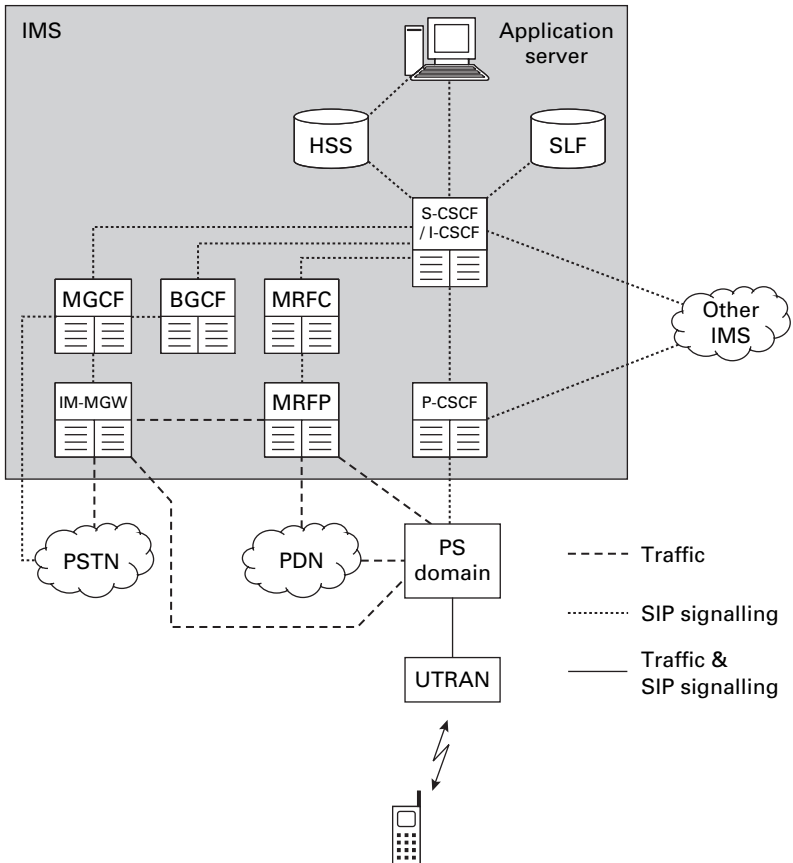 IMS
Application
server
HSS
SLF
S-CSCF
/ I-CSCF
MGCF
BGCF
MRFC
Other
IMS
IM-MGW
MRFP
P-CSCF
PSTN
PDN
PS
domain
Traffic
SIP signalling
UTRAN
Traffic &
SIP signalling